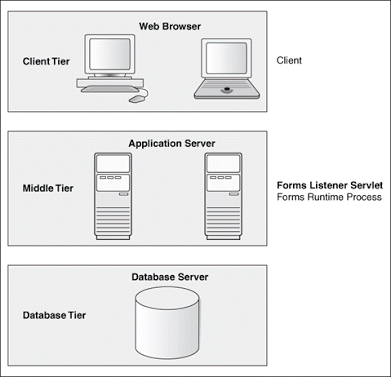 Web Browser
Client Tier
Client
Application Server
Middle Tier
Forms Listener Servlet
Forms Runtime Process
Database Server
Database Tier